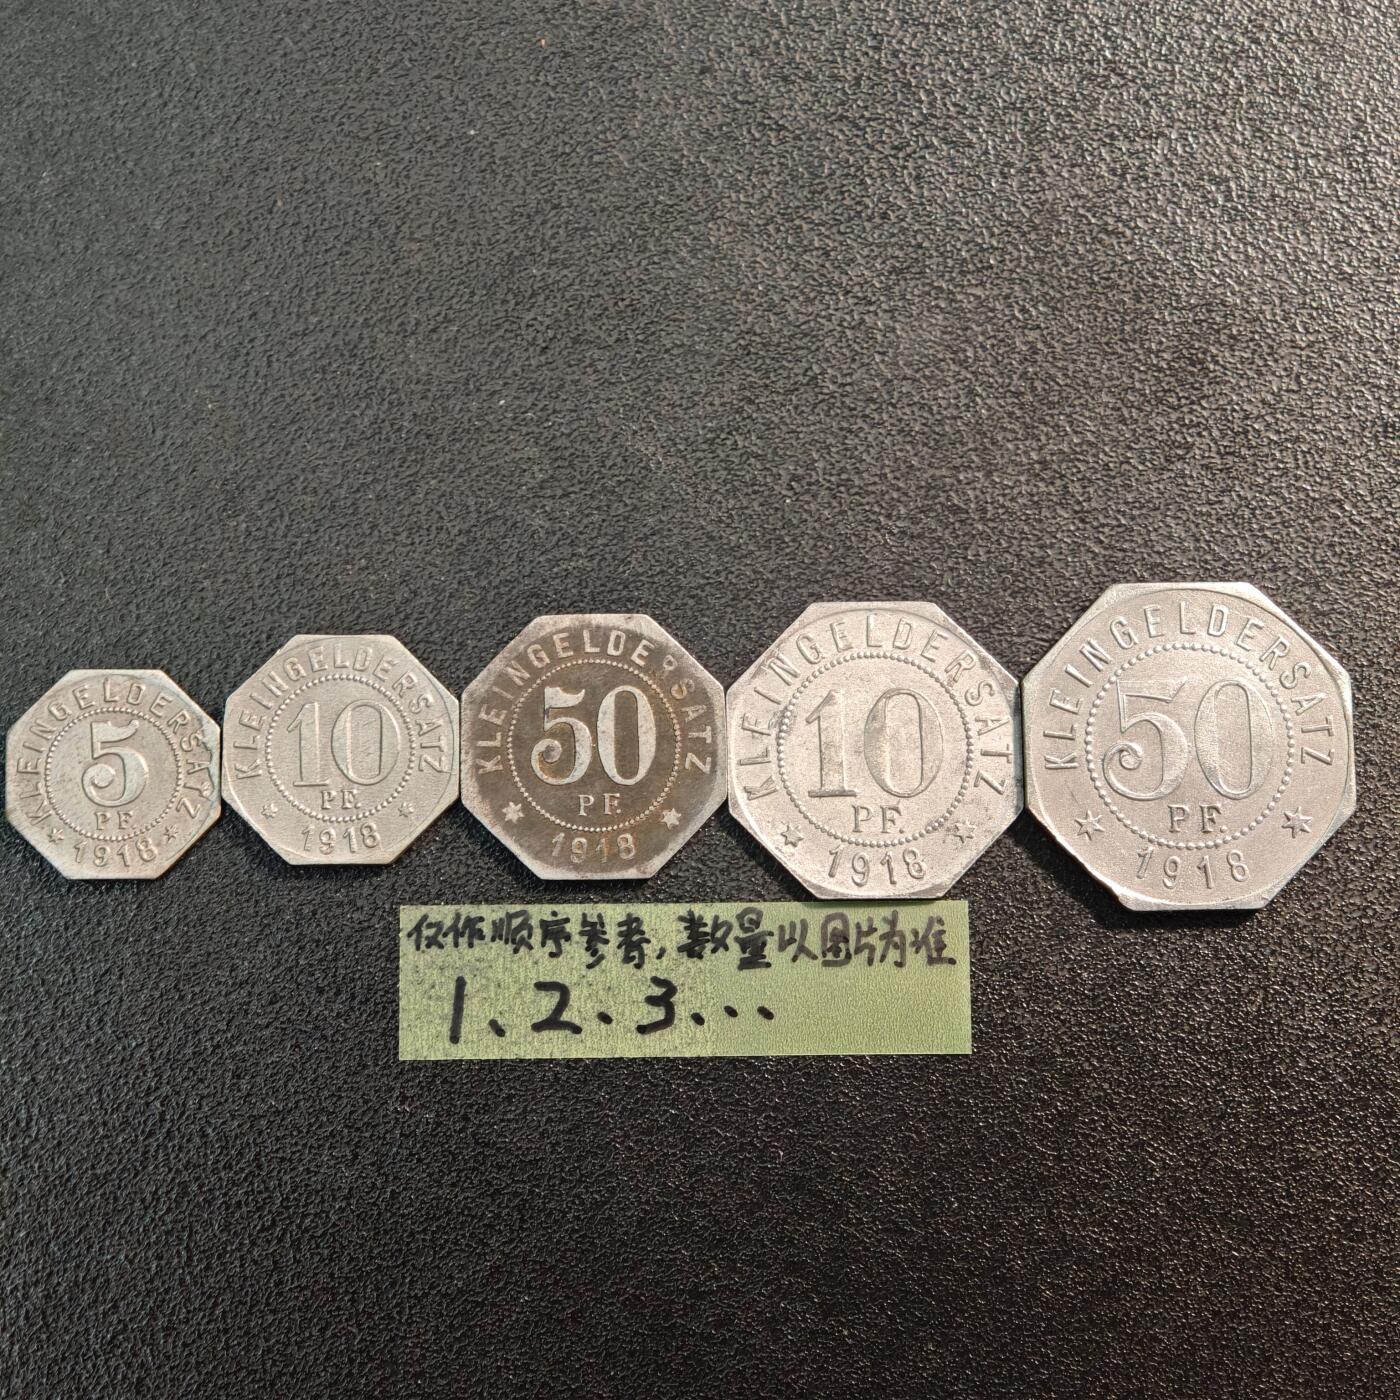 KLEINGELDERSATZ
5
PF.
1918
KLEINGELDERSATZ
10
PF.
1918
KLEINGELDERSATZ
50
PF.
1918
KLEINGELDERSATZ
10
PF.
1918
KLEINGELDERSATZ
50
PF.
1918
仅作顺序参考,数量以图片为准
1、2、3...